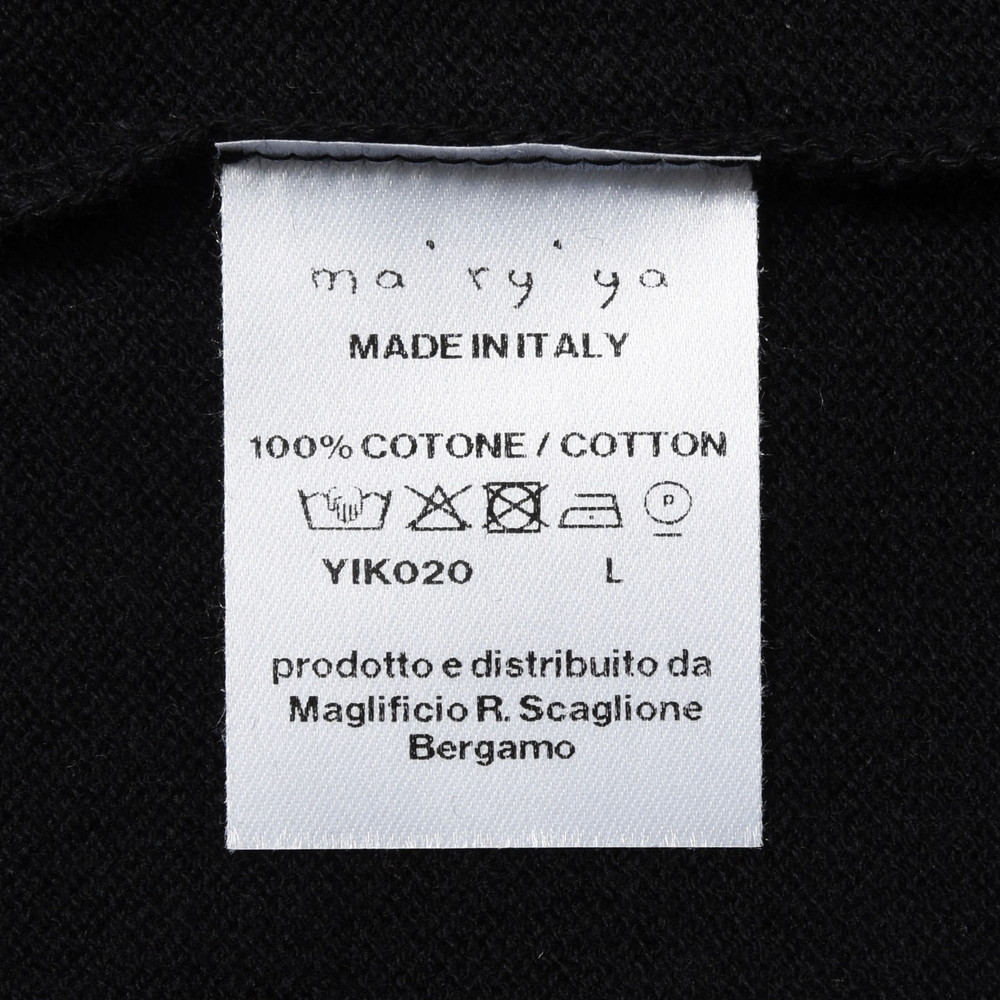 ma'ry'ya
MADE IN ITALY
100% COTONE / COTTON
P
YIK020 L
prodotto e distribuito da
Maglificio R. Scaglione
Bergamo